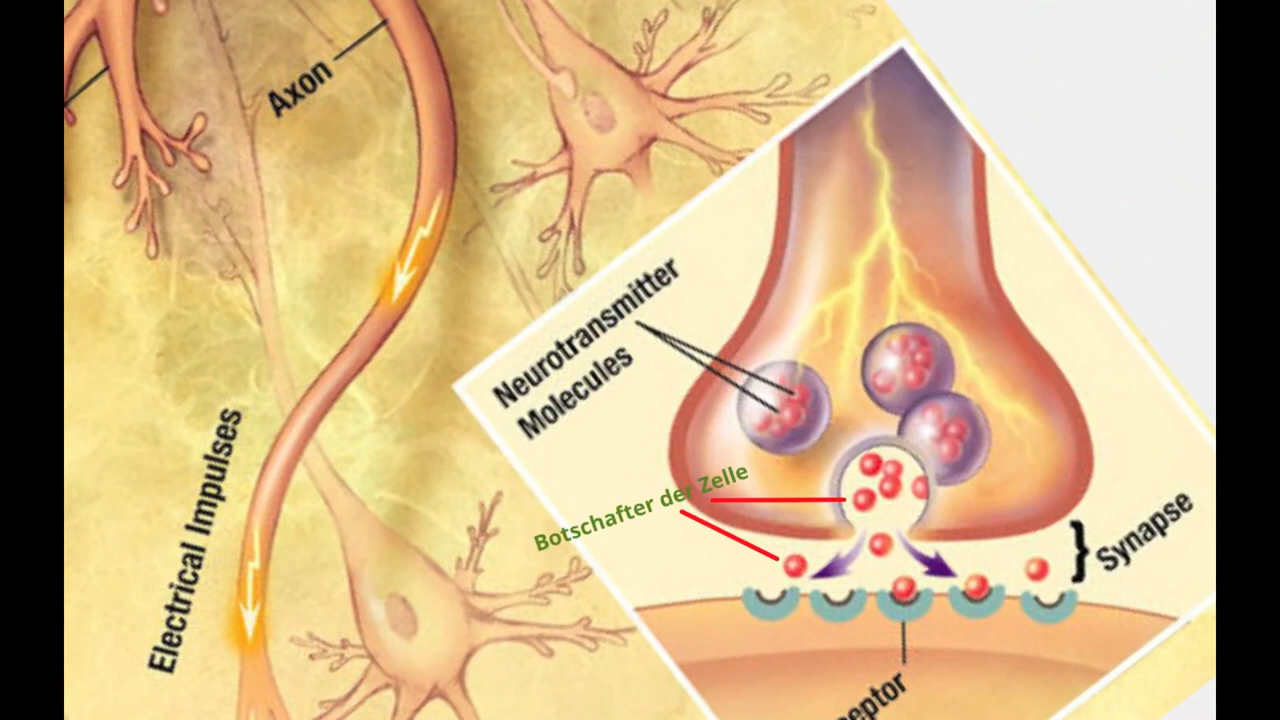 Axon
Neurotransmitter
Molecules
Botschafter der Zelle
Electrical Impulses
Synapse